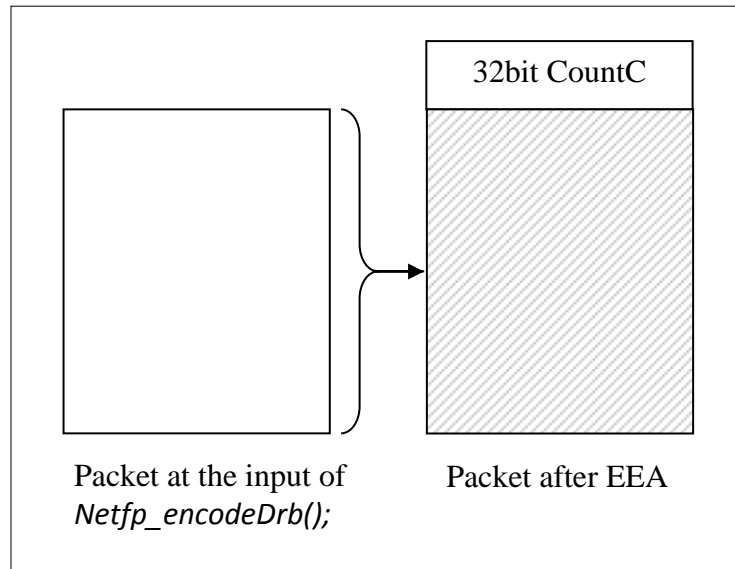 32bit CountC
Packet at the input of
Netfp_encodeDrb();
Packet after EEA